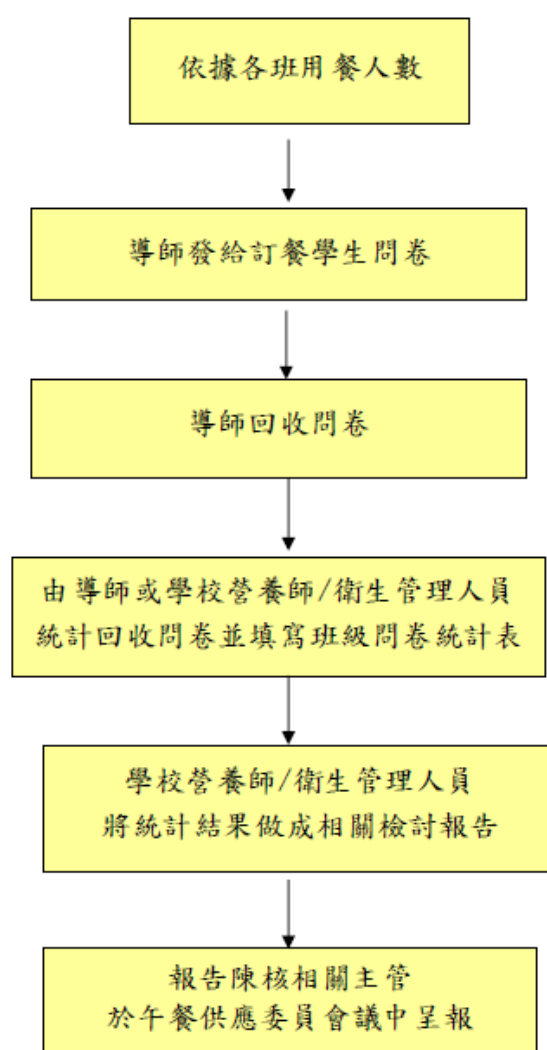 依據各班用餐人數
導師發給訂餐學生問卷
導師回收問卷
由導師或學校營養師/衛生管理人員
統計回收問卷並填寫班級問卷統計表
學校營養師/衛生管理人員
將統計結果做成相關檢討報告
報告陳核相關主管
於午餐供應委員會議中呈報